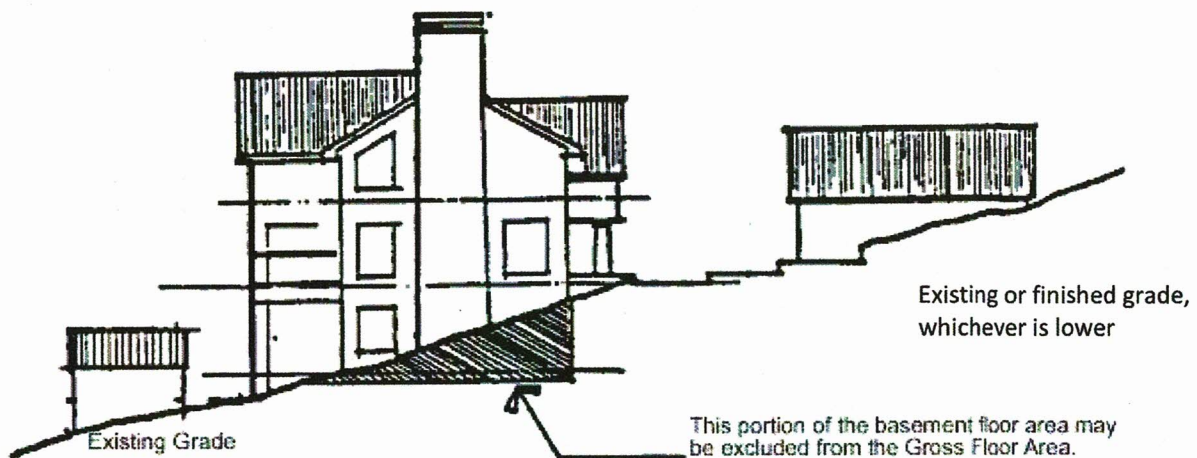 Existing or finished grade,
whichever is lower
Existing Grade
This portion of the basement floor area may
be excluded from the Gross Floor Area.